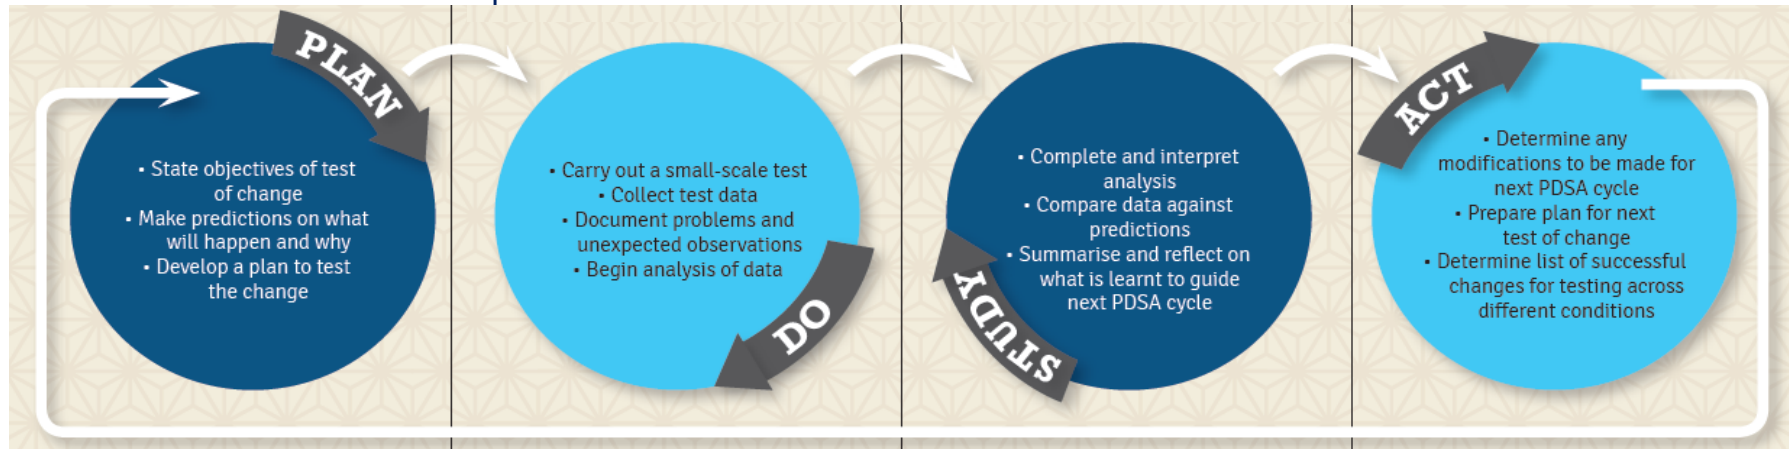 PLAN
▪ State objectives of test
of change
▪ Make predictions on what
will happen and why
▪ Develop a plan to test
the change
▪ Carry out a small-scale test
▪ Collect test data
▪ Document problems and
unexpected observations
▪ Begin analysis of data
DO
▪ Complete and interpret
analysis
▪ Compare data against
predictions
▪ Summarise and reflect on
what is learnt to guide
next PDSA cycle
STUDY
ACT
▪ Determine any
modifications to be made for
next PDSA cycle
▪ Prepare plan for next
test of change
▪ Determine list of successful
changes for testing across
different conditions